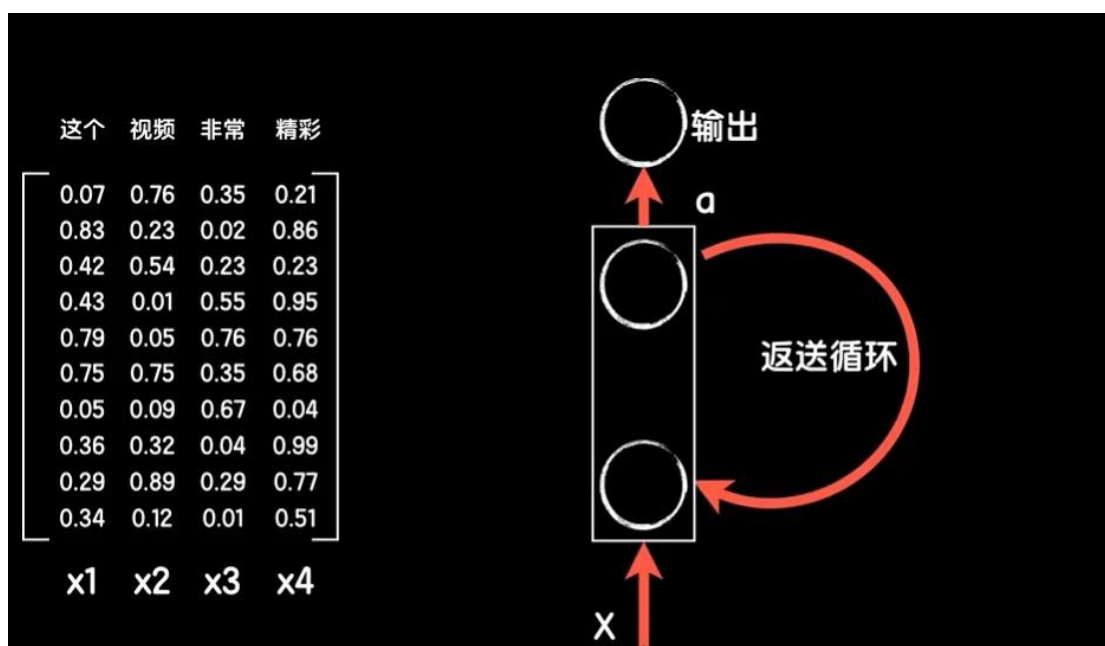 这个 视频 非常 精彩
0.07 0.76 0.35 0.21
0.83 0.23 0.02 0.86
0.42 0.54 0.23 0.23
0.43 0.01 0.55 0.95
0.79 0.05 0.76 0.76
0.75 0.75 0.35 0.68
0.05 0.09 0.67 0.04
0.36 0.32 0.04 0.99
0.29 0.89 0.29 0.77
0.34 0.12 0.01 0.51
x1 x2 x3 x4
输出
a
返送循环
X